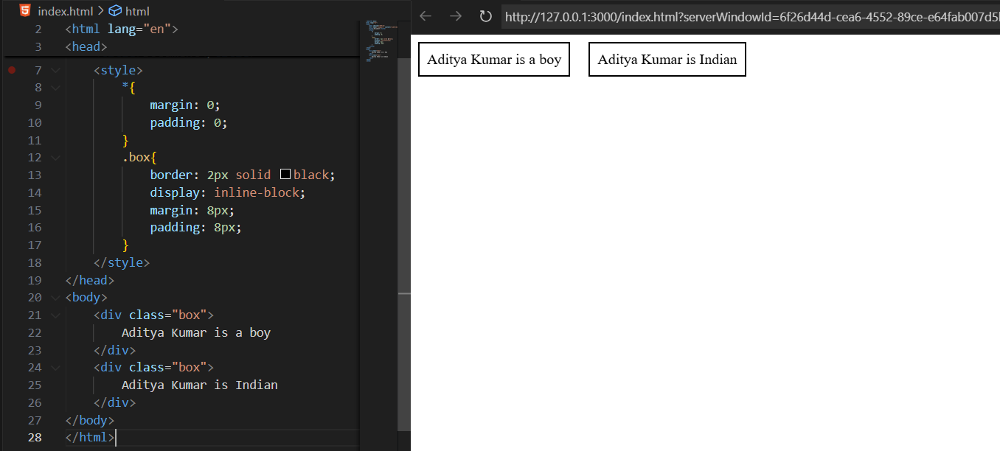 index.html > html
2 <html lang="en">
3 <head>
7 <style>
8 *{
9 margin: 0;
10 padding: 0;
11 }
12 .box{
13 border: 2px solid black;
14 display: inline-block;
15 margin: 8px;
16 padding: 8px;
17 }
18 </style>
19 </head>
20 <body>
21 <div class="box">
22 Aditya Kumar is a boy
23 </div>
24 <div class="box">
25 Aditya Kumar is Indian
26 </div>
27 </body>
28 </html>
http://127.0.0.1:3000/index.html?serverWindowId=6f26d44d-cea6-4552-89ce-e64fab007d5
Aditya Kumar is a boy
Aditya Kumar is Indian